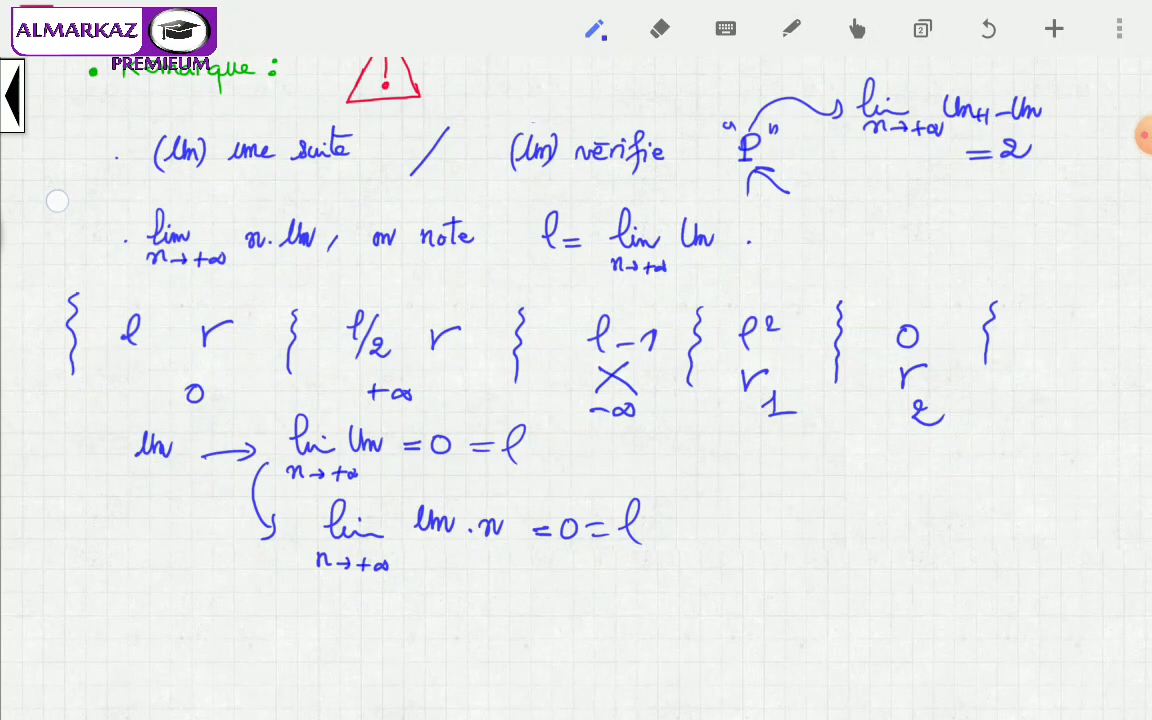 ALMARKAZ
PREMIEUM
• Remarque : !
. (Un) une suite / (Un) vérifie "P" lim n→+∞ Un+1 - Un = 2
. lim n→+∞ n.Un, on note l = lim n→+∞ Un .
{ l r { l/2 r } l-1 { l² } 0 {
0 +∞ -∞ r 1 r 2
Un → lim n→+∞ Un = 0 = l
lim n→+∞ Un . n = 0 = l